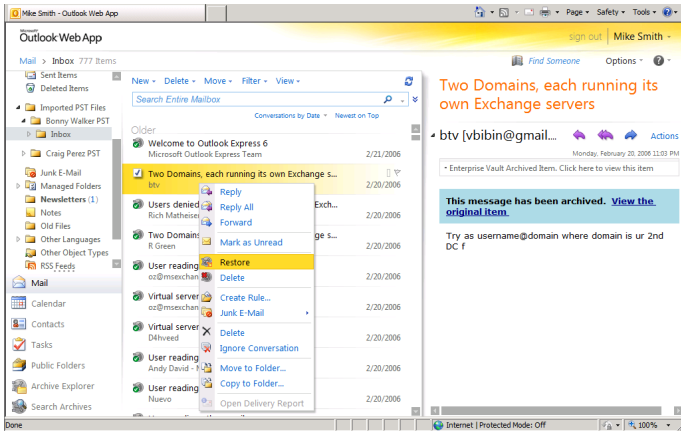 Mike Smith - Outlook Web App
Page Safety Tools
Microsoft
Outlook Web App
sign out Mike Smith
Mail > Inbox 777 Items
Find Someone Options
Sent Items
Deleted Items
Imported PST Files
Bonny Walker PST
Inbox
Craig Perez PST
Junk E-Mail
Managed Folders
Newsletters (1)
Notes
Old Files
Other Languages
Other Object Types
RSS Feeds
Mail
Calendar
Contacts
Tasks
Public Folders
Archive Explorer
Search Archives
New Delete Move Filter View
Search Entire Mailbox
Conversations by Date Newest on Top
Older
Welcome to Outlook Express 6
Microsoft Outlook Express Team 2/21/2006
Two Domains, each running its own Exchange s...
btv 2/20/2006
Users denied Exch...
Rich Matheise 2/20/2006
Two Domains ge s...
R Green 2/20/2006
User reading
oz@msexchan 2/20/2006
Virtual server
oz@msexchan 2/20/2006
Virtual server
D4hveed 2/20/2006
User reading
Andy David - M 2/20/2006
User reading
Nuevo 2/20/2006
Reply
Reply All
Forward
Mark as Unread
Restore
Delete
Create Rule...
Junk E-Mail
Delete
Ignore Conversation
Move to Folder...
Copy to Folder...
Open Delivery Report
Two Domains, each running its
own Exchange servers
btv [vbibin@gmail.... Actions
Monday, February 20, 2006 11:03 PM
Enterprise Vault Archived Item. Click here to view this item
This message has been archived. View the
original item
Try as username@domain where domain is ur 2nd
DC f
Done Internet | Protected Mode: Off 100%